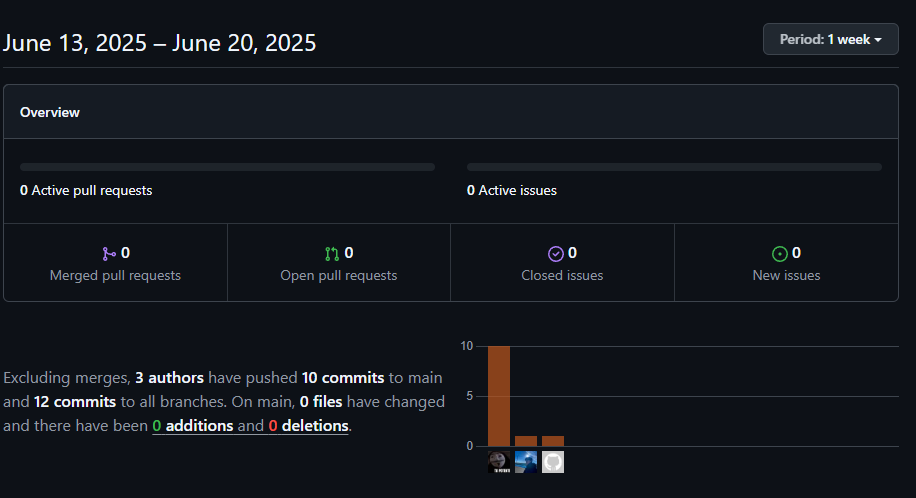 June 13, 2025 – June 20, 2025
Period: 1 week
Overview
0 Active pull requests
0 Active issues
0
Merged pull requests
0
Open pull requests
0
Closed issues
0
New issues
Excluding merges, 3 authors have pushed 10 commits to main
and 12 commits to all branches. On main, 0 files have changed
and there have been 0 additions and 0 deletions.
10
5
0